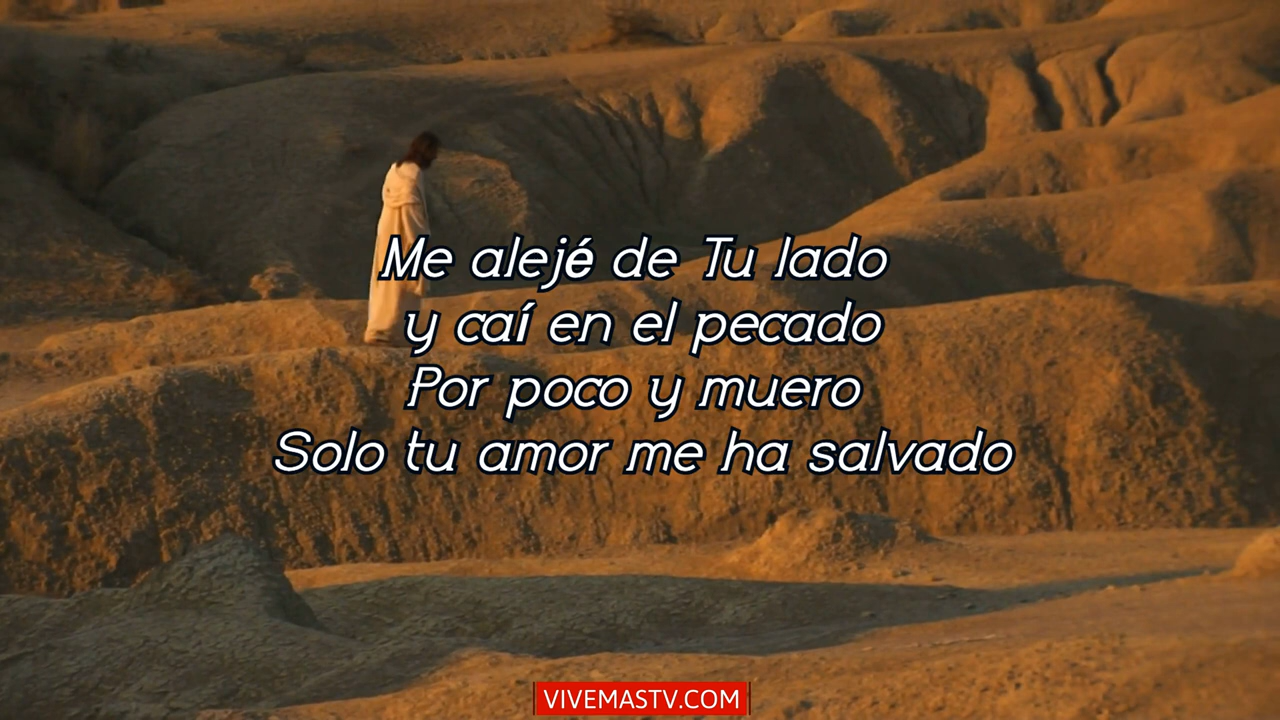 Me alejé de Tu lado
y caí en el pecado
Por poco y muero
Solo tu amor me ha salvado
VIVEMASTV.COM